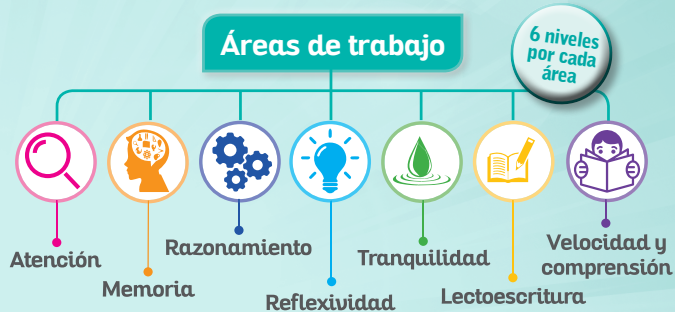 Áreas de trabajo
6 niveles
por cada
área
Atención
Memoria
Razonamiento
Reflexividad
Tranquilidad
Lectoescritura
Velocidad y
comprensión